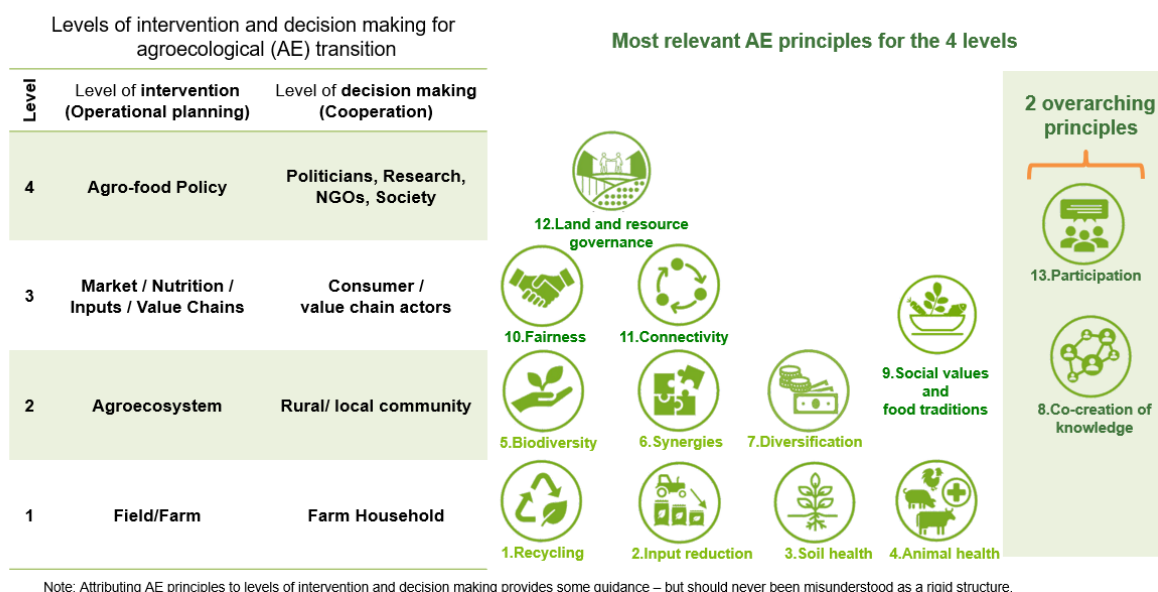 Levels of intervention and decision making for
agroecological (AE) transition
Most relevant AE principles for the 4 levels
Level
Level of intervention
(Operational planning)
Level of decision making
(Cooperation)
2 overarching
principles
4
Agro-food Policy
Politicians, Research,
NGOs, Society
12.Land and resource
governance
13.Participation
3
Market / Nutrition /
Inputs / Value Chains
Consumer /
value chain actors
10.Fairness
11.Connectivity
9.Social values
and
food traditions
8.Co-creation of
knowledge
2
Agroecosystem
Rural/ local community
5.Biodiversity
6.Synergies
7.Diversification
1
Field/Farm
Farm Household
1.Recycling
2.Input reduction
3.Soil health
4.Animal health
Note: Attributing AE principles to levels of intervention and decision making provides some guidance – but should never been misunderstood as a rigid structure.